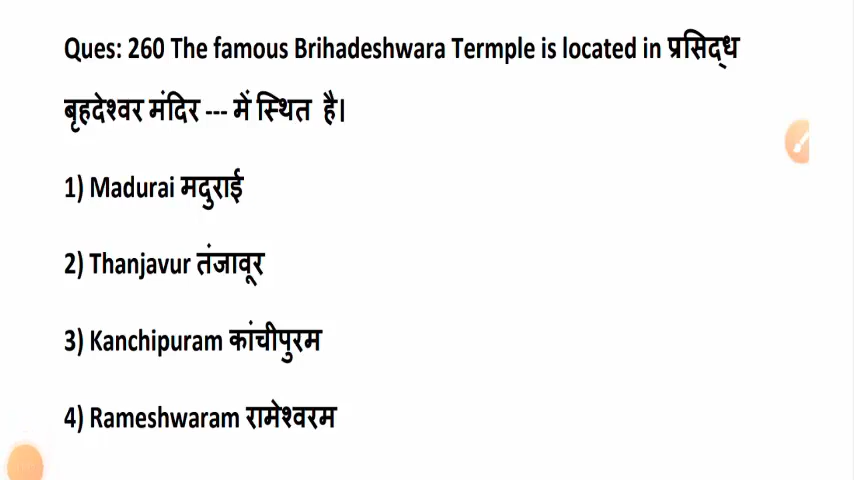 Ques: 260 The famous Brihadeshwara Termple is located in प्रसिद्ध
बृहदेश्वर मंदिर --- में स्थित है।
1) Madurai मदुराई
2) Thanjavur तंजावूर
3) Kanchipuram कांचीपुरम
4) Rameshwaram रामेश्वरम